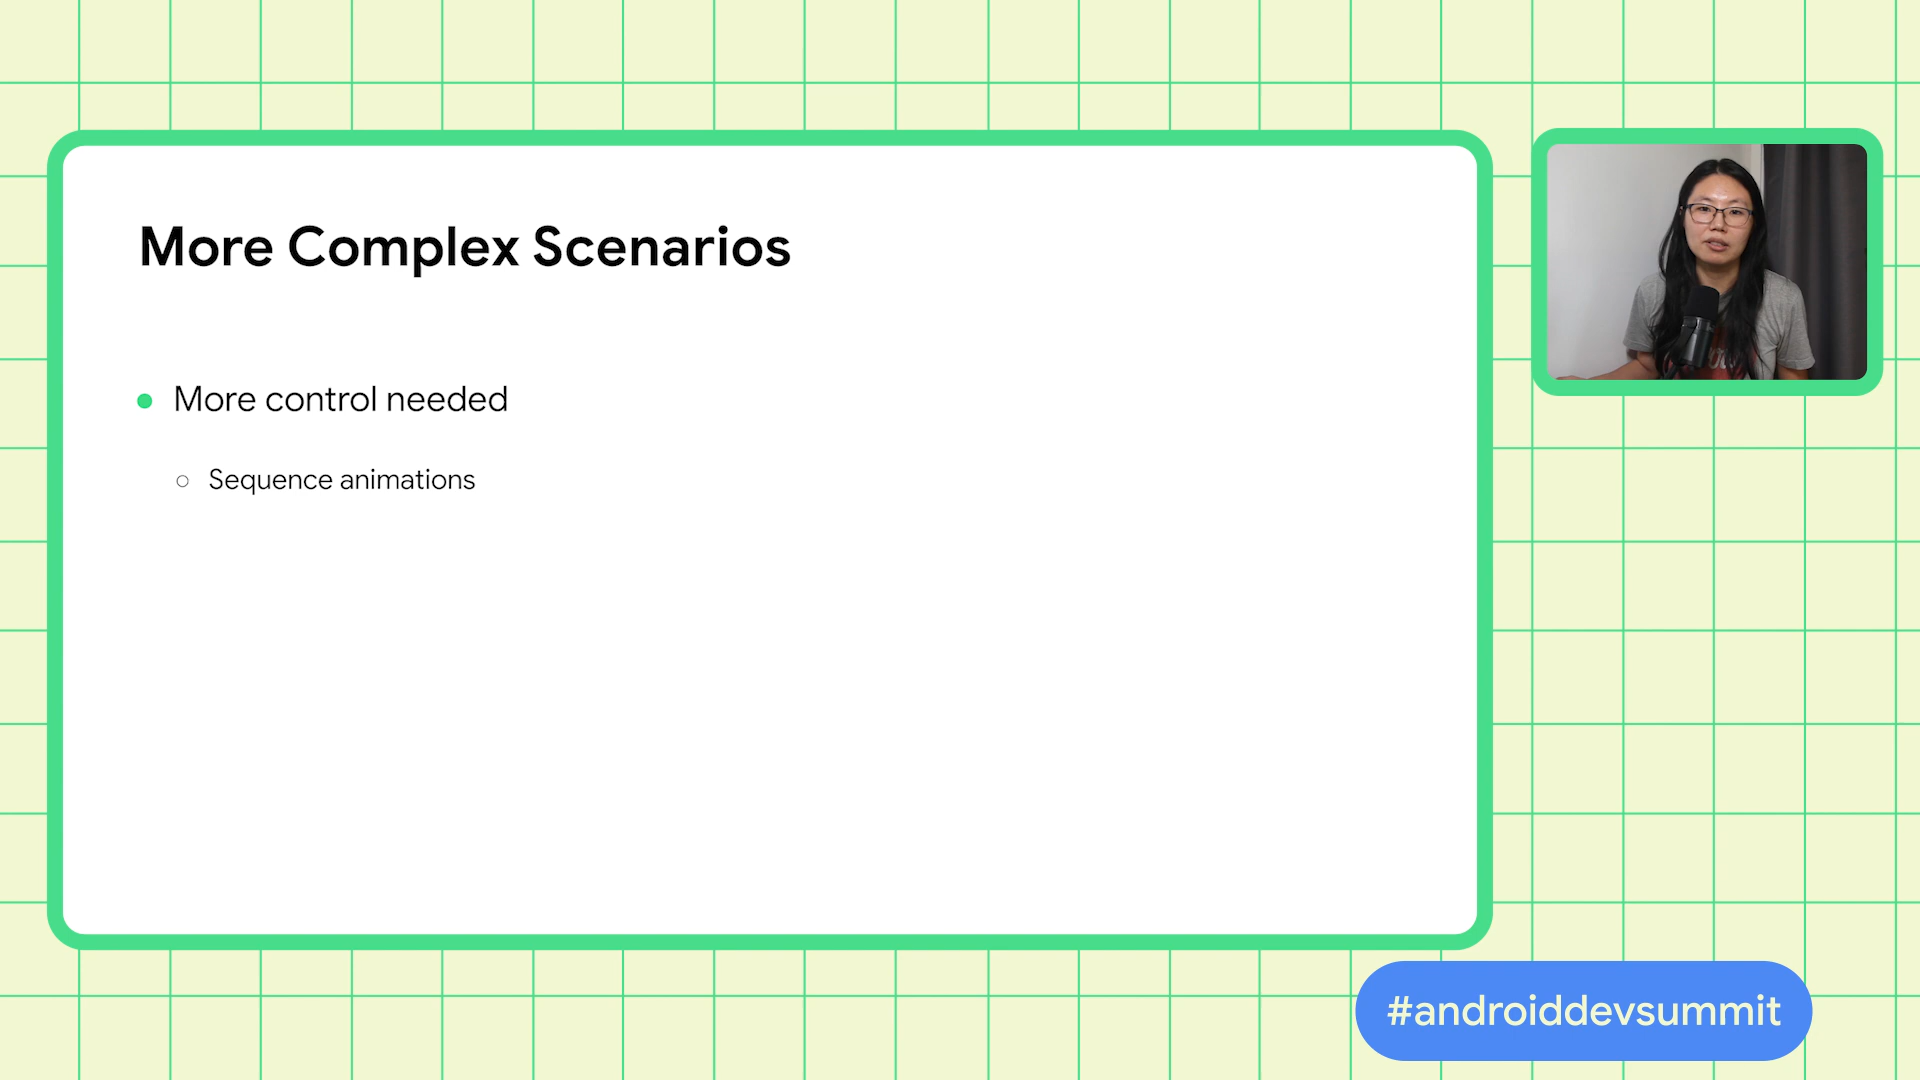 More Complex Scenarios
More control needed
Sequence animations
#androiddevsummit